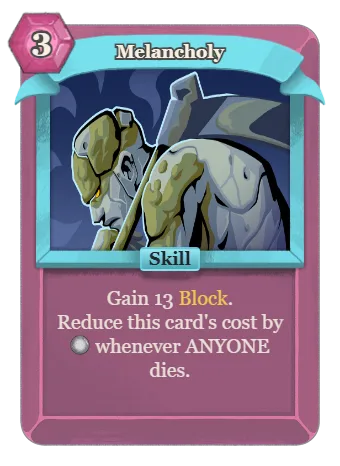 3
Melancholy
Skill
Gain 13 Block.
Reduce this card's cost by
whenever ANYONE
dies.